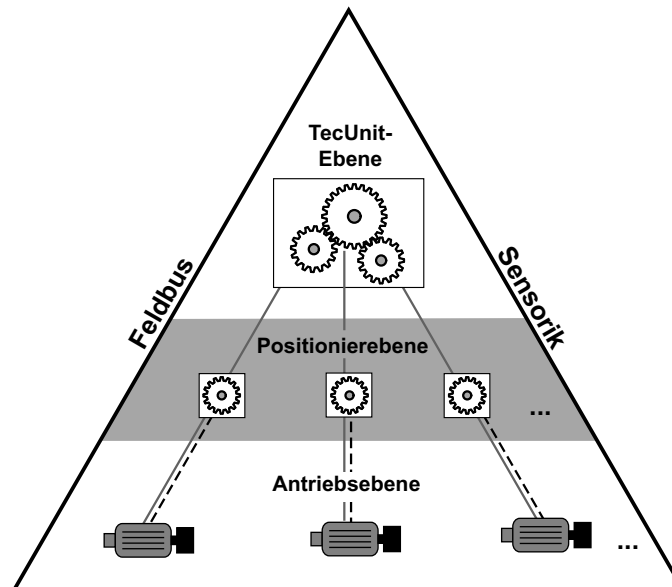 TecUnit-
Ebene
Feldbus
Sensorik
Positionierebene
...
Antriebsebene
...